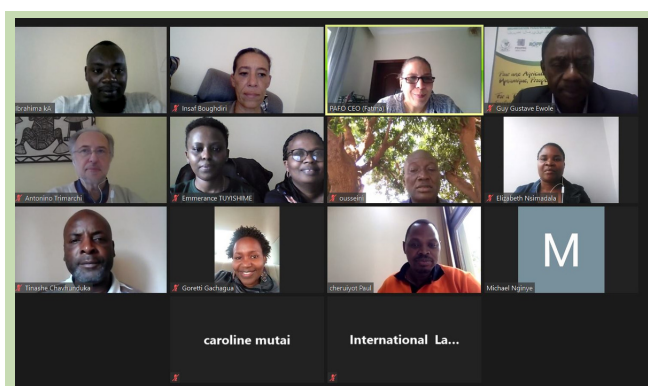 Ibrahima kA
Insaf Boughdiri
PAFO CEO (Fatma)
Guy Gustave Ewole
Antonino Trimarchi
Emmerance TUYISHIME
ousseini
Elizabeth Nsimadala
Tinashe Chavhunduka
Goretti Gachagua
cheruiyot Paul
M
Michael Nginye
caroline mutai
International La...